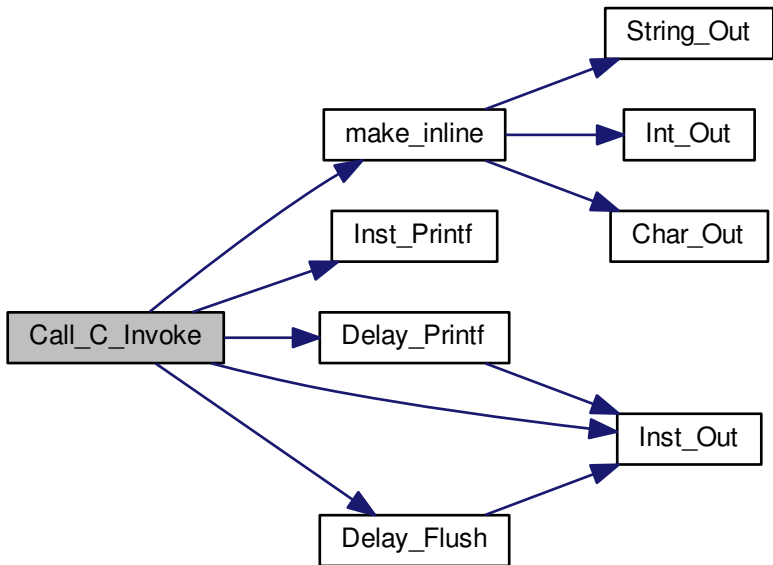 String_Out
make_inline
Int_Out
Inst_Printf
Char_Out
Call_C_Invoke
Delay_Printf
Inst_Out
Delay_Flush